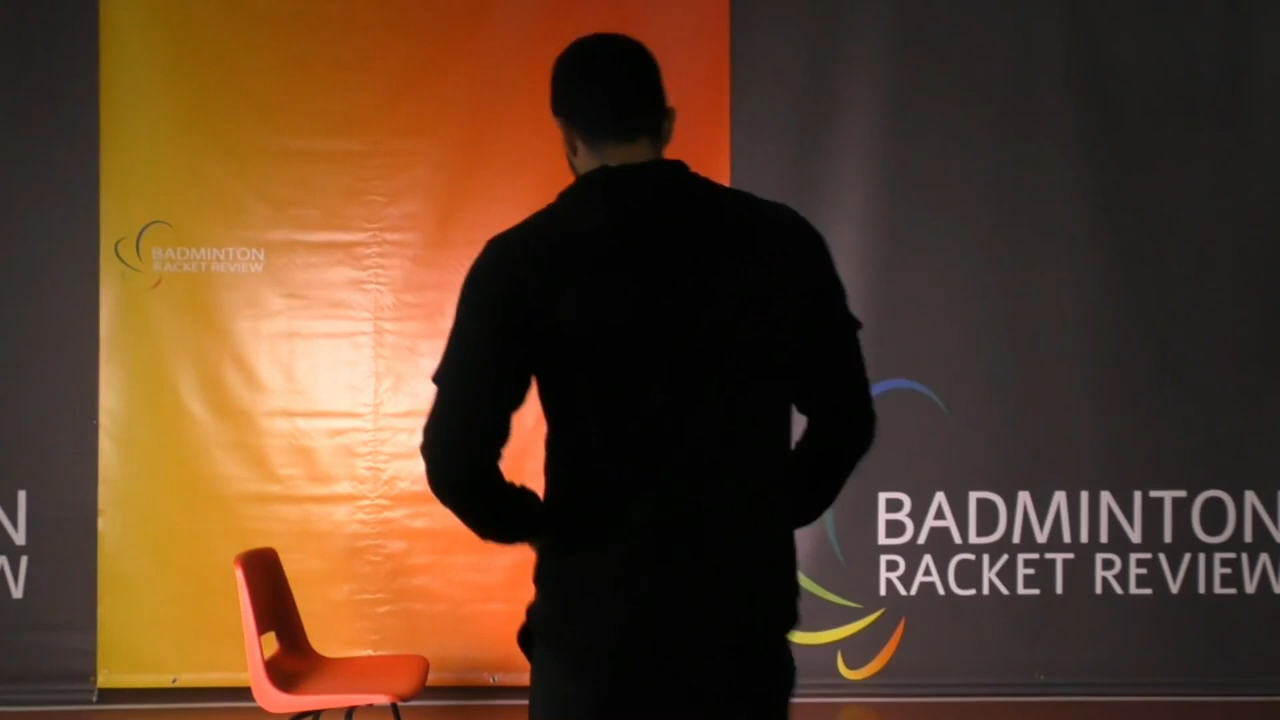 BADMINTON
RACKET REVIEW
N
W
BADMINTON
RACKET REVIEW